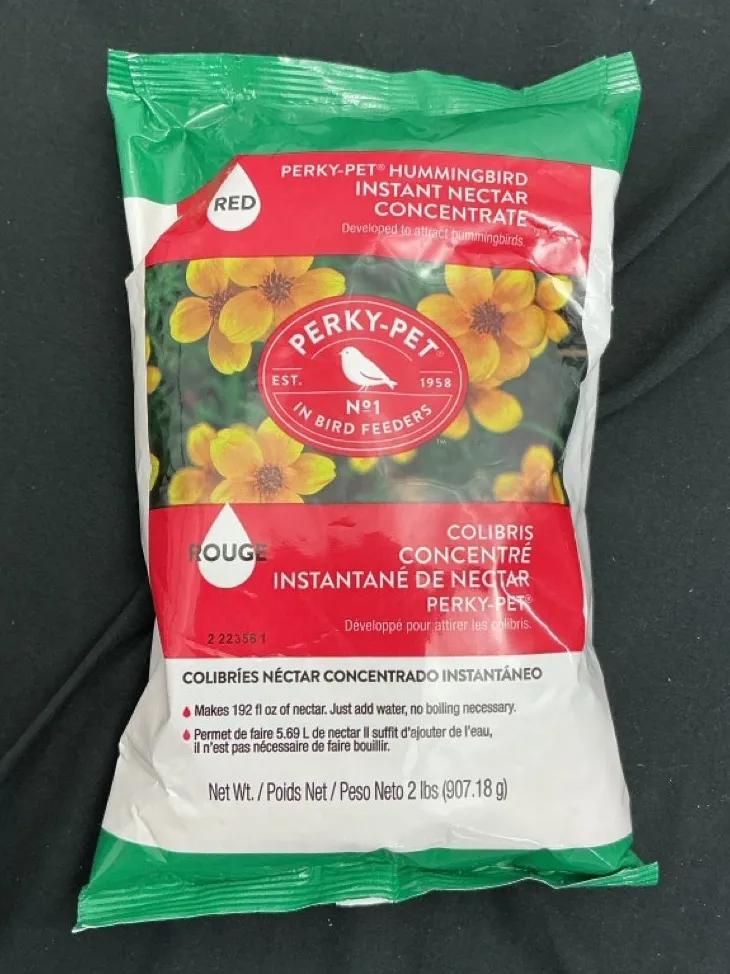 RED
PERKY-PET® HUMMINGBIRD
INSTANT NECTAR
CONCENTRATE
Developed to attract hummingbirds.
PERKY-PET®
EST. 1958
Nº1
IN BIRD FEEDERS
TM
ROUGE
COLIBRIS
CONCENTRÉ
INSTANTANÉ DE NECTAR
PERKY-PET®
Développé pour attirer les colibris.
2 22356 1
COLIBRÍES NÉCTAR CONCENTRADO INSTANTÁNEO
Makes 192 fl oz of nectar. Just add water, no boiling necessary.
Permet de faire 5.69 L de nectar Il suffit d'ajouter de l'eau,
il n'est pas nécessaire de faire bouillir.
Net Wt. / Poids Net / Peso Neto 2 lbs (907.18 g)